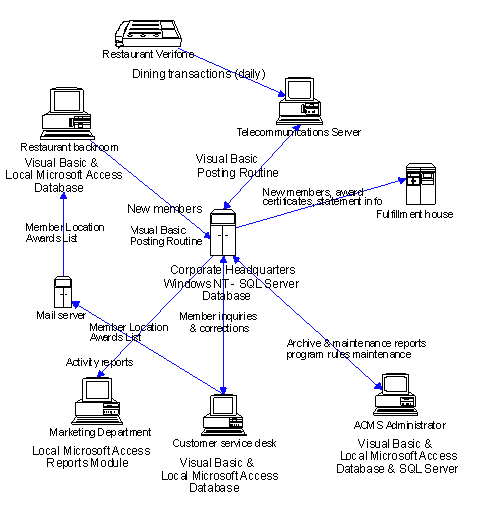 Restaurant Verifone
Dining transactions (daily)
Telecommunications Server
Restaurant backroom
Visual Basic &
Local Microsoft Access
Database
Visual Basic
Posting Routine
New members, award
certificates, statement info
Fulfillment house
New members
Visual Basic
Posting Routine
Member Location
Awards List
Corporate Headquarters
Windows NT - SQL Server
Database
Mail server
Member Location
Awards List
Member inquiries
& corrections
Archive & maintenance reports
program rules maintenance
Activity reports
Marketing Department
Local Microsoft Access
Reports Module
Customer service desk
Visual Basic &
Local Microsoft Access
Database
ACMS Administrator
Visual Basic &
Local Microsoft Access
Database & SQL Server